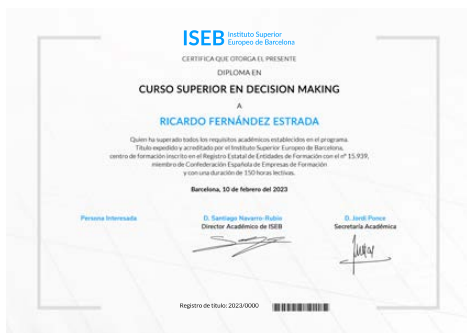 ISEB Instituto Superior
Europeo de Barcelona
CERTIFICA QUE OTORGA EL PRESENTE
DIPLOMA EN
CURSO SUPERIOR EN DECISION MAKING
A
RICARDO FERNÁNDEZ ESTRADA
Quien ha superado todos los requisitos académicos establecidos en el programa.
Título expedido y acreditado por el Instituto Superior Europeo de Barcelona,
centro de formación inscrito en el Registro Estatal de Entidades de Formación con el nº 15.939,
miembro de Confederación Española de Empresas de Formación
y con una duración de 150 horas lectivas.
Barcelona, 10 de febrero del 2023
Persona Interesada
D. Santiago Navarro-Rubio
Director Académico de ISEB
D. Jordi Ponce
Secretaría Académica
Registro de título: 2023/0000